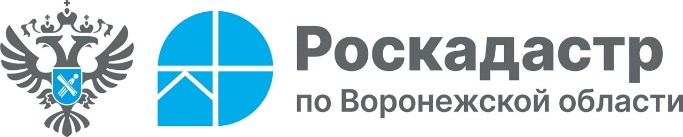 Роскадастр
по Воронежской области